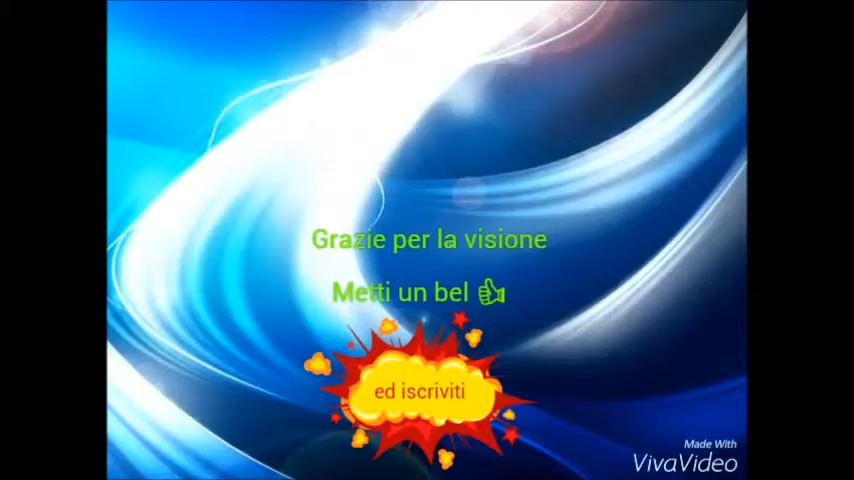 Grazie per la visione
Metti un bel 👍
ed iscriviti
Made With
VivaVideo